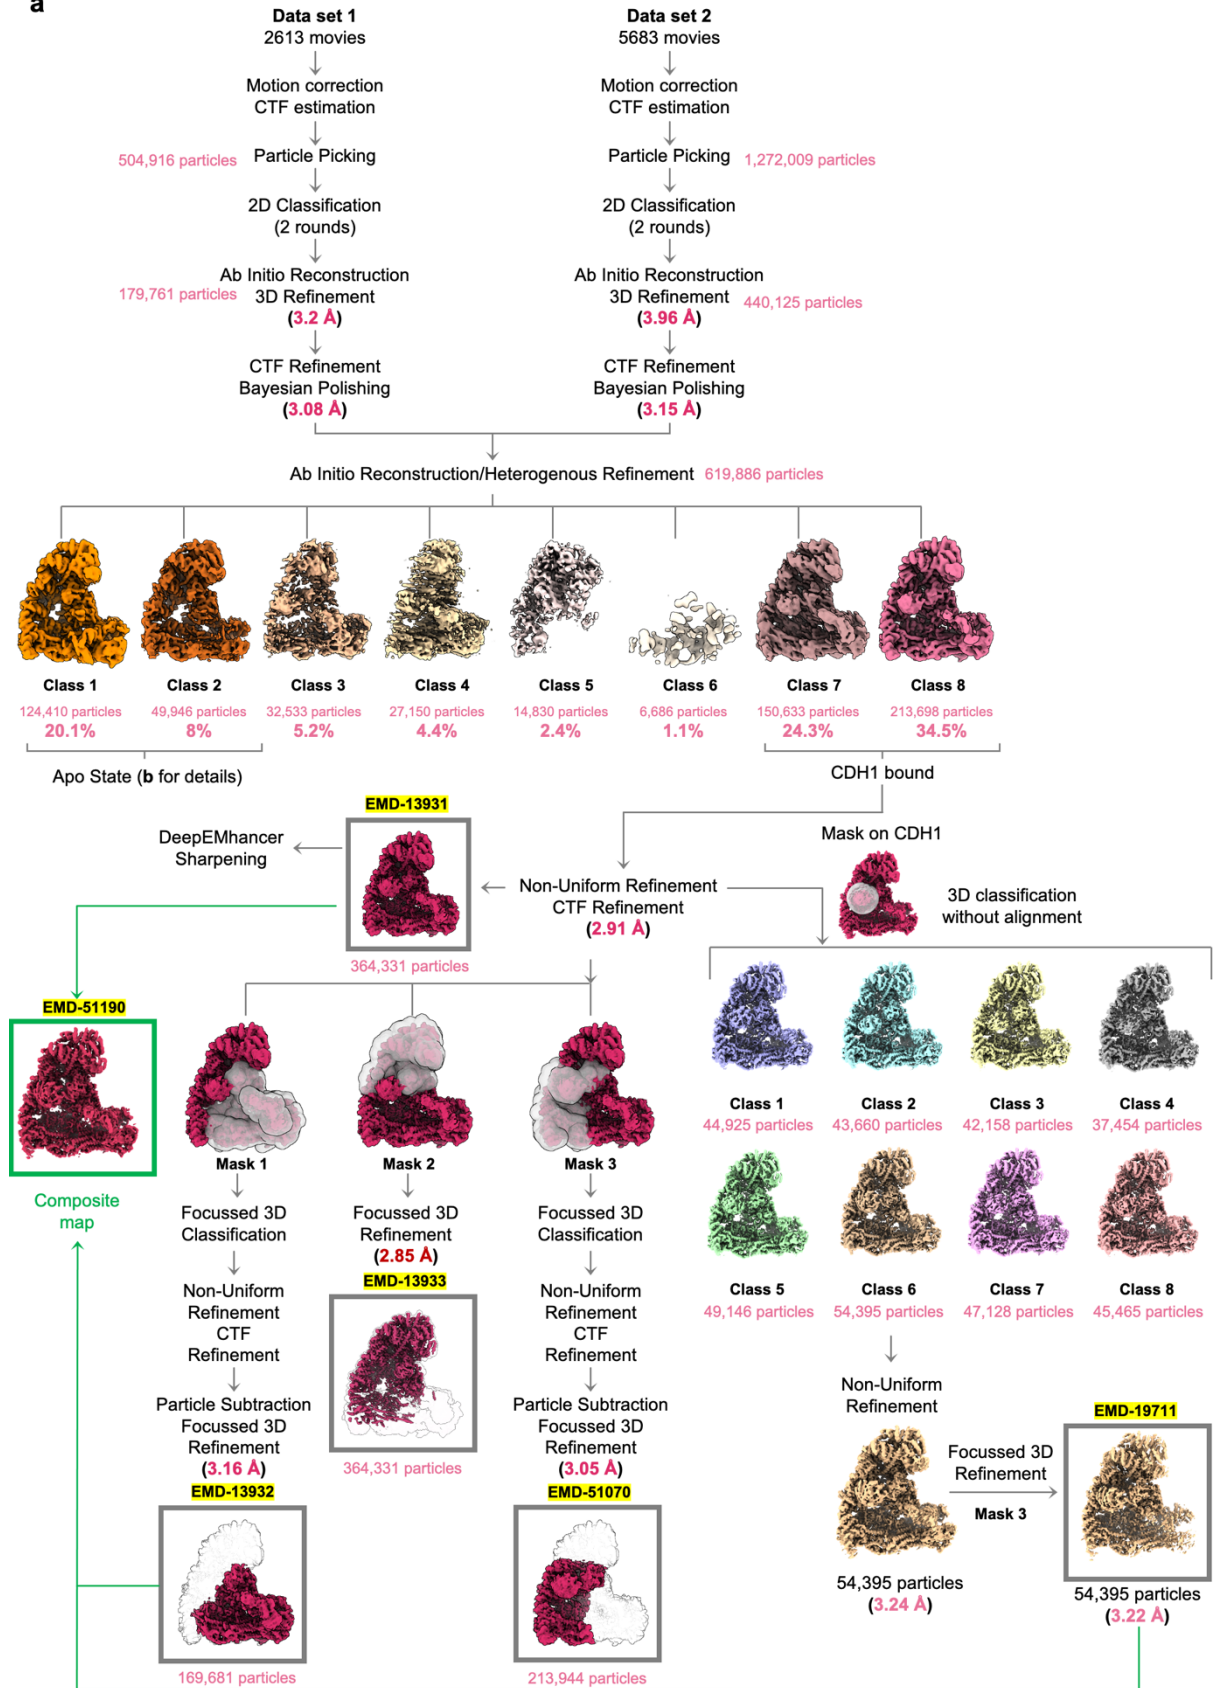 a
Data set 1
2613 movies
Data set 2
5683 movies
Motion correction
CTF estimation
Motion correction
CTF estimation
504,916 particles
Particle Picking
Particle Picking
1,272,009 particles
2D Classification
(2 rounds)
2D Classification
(2 rounds)
179,761 particles
Ab Initio Reconstruction
3D Refinement
(3.2 Å)
Ab Initio Reconstruction
3D Refinement
(3.96 Å)
440,125 particles
CTF Refinement
Bayesian Polishing
(3.08 Å)
CTF Refinement
Bayesian Polishing
(3.15 Å)
Ab Initio Reconstruction/Heterogenous Refinement
619,886 particles
Class 1
124,410 particles
20.1%
Class 2
49,946 particles
8%
Class 3
32,533 particles
5.2%
Class 4
27,150 particles
4.4%
Class 5
14,830 particles
2.4%
Class 6
6,686 particles
1.1%
Class 7
150,633 particles
24.3%
Class 8
213,698 particles
34.5%
Apo State (b for details)
CDH1 bound
EMD-13931
DeepEMhancer
Sharpening
364,331 particles
Non-Uniform Refinement
CTF Refinement
(2.91 Å)
Mask on CDH1
3D classification
without alignment
EMD-51190
Composite
map
Mask 1
Mask 2
Mask 3
Focussed 3D
Classification
Non-Uniform
Refinement
CTF
Refinement
Particle Subtraction
Focussed 3D
Refinement
(3.16 Å)
EMD-13932
169,681 particles
Focussed 3D
Refinement
(2.85 Å)
EMD-13933
364,331 particles
Focussed 3D
Classification
Non-Uniform
Refinement
CTF
Refinement
Particle Subtraction
Focussed 3D
Refinement
(3.05 Å)
EMD-51070
213,944 particles
Class 1
44,925 particles
Class 2
43,660 particles
Class 3
42,158 particles
Class 4
37,454 particles
Class 5
49,146 particles
Class 6
54,395 particles
Class 7
47,128 particles
Class 8
45,465 particles
Non-Uniform
Refinement
54,395 particles
(3.24 Å)
Focussed 3D
Refinement
Mask 3
EMD-19711
54,395 particles
(3.22 Å)